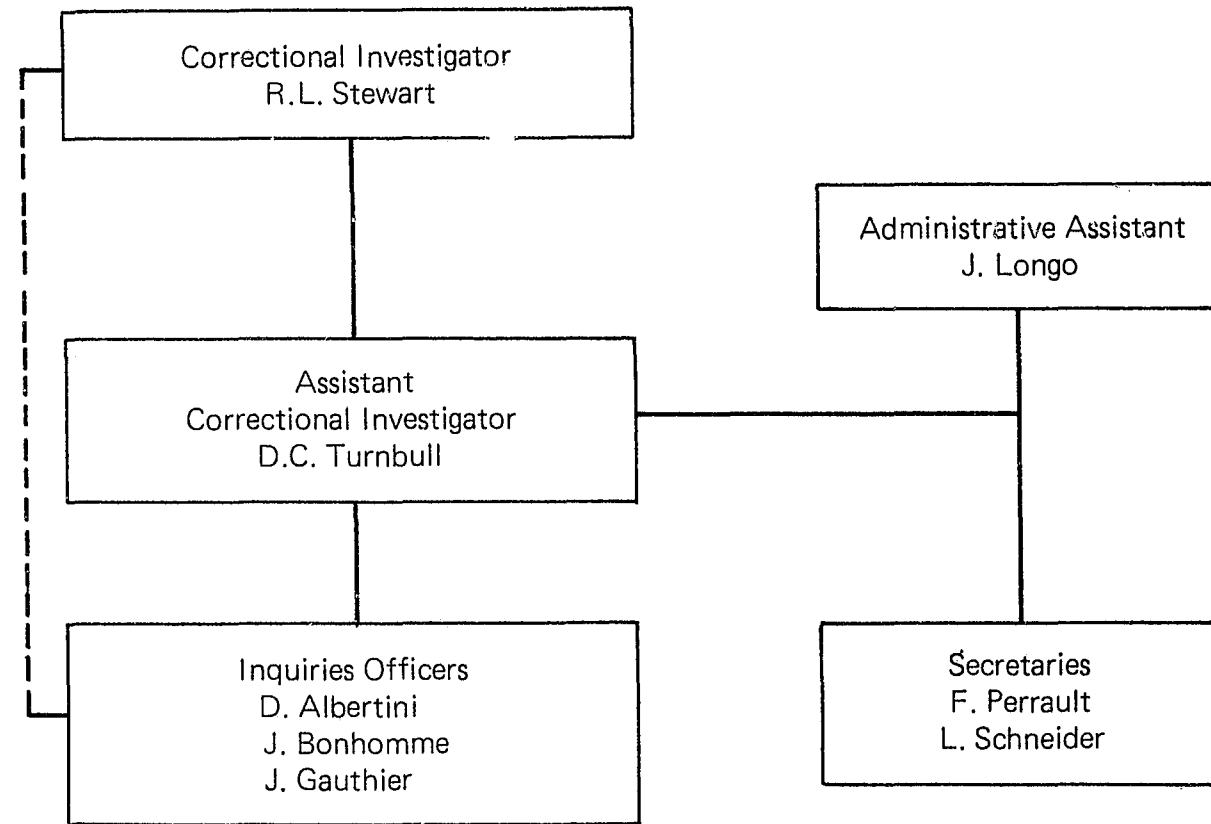 Correctional Investigator
R.L. Stewart
Administrative Assistant
J. Longo
Assistant
Correctional Investigator
D.C. Turnbull
Inquiries Officers
D. Albertini
J. Bonhomme
J. Gauthier
Secretaries
F. Perrault
L. Schneider